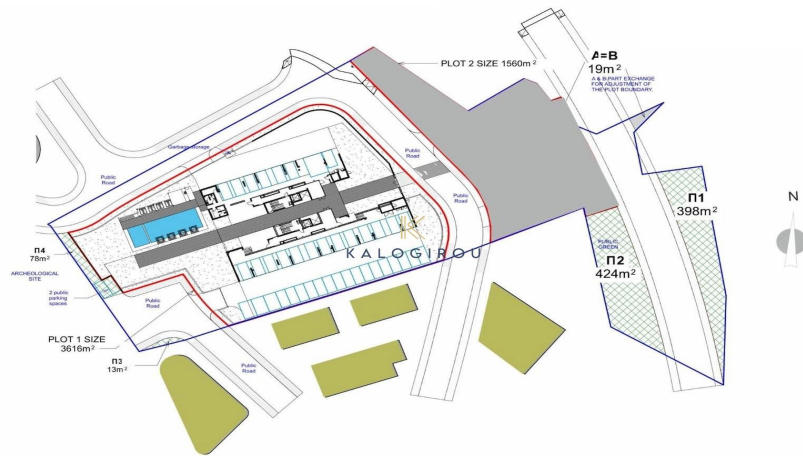 PLOT 2 SIZE 1560m²
A=B
19m²
A & B PART EXCHANGE
FOR ADJUSTMENT OF
THE PLOT BOUNDARY.
Garbage storage
Public
Road
Public
Road
Public
Road
N
Π1
398m²
KALOGIROU
PUBLIC
GREEN
Π2
424m²
Π4
78m²
ARCHEOLOGICAL
SITE
2 public
parking
spaces
Public
Road
PLOT 1 SIZE
3616m²
Π3
13m²
Public
Road